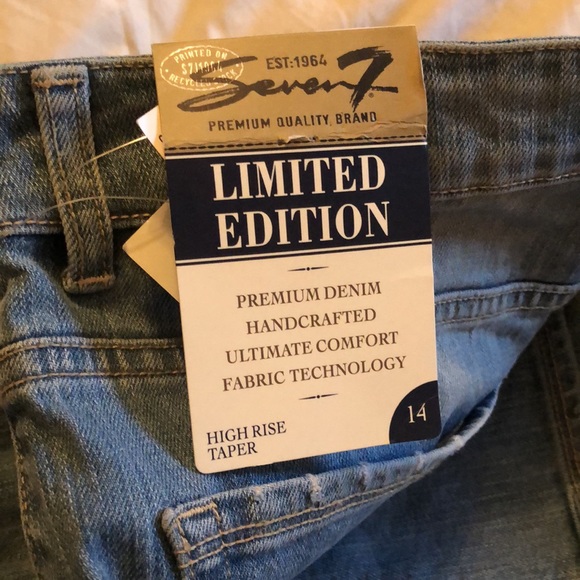 PRINTED ON
RECYCLED
EST:1964
Seven7
PREMIUM QUALITY BRAND
LIMITED
EDITION
PREMIUM DENIM
HANDCRAFTED
ULTIMATE COMFORT
FABRIC TECHNOLOGY
HIGH RISE
TAPER
14